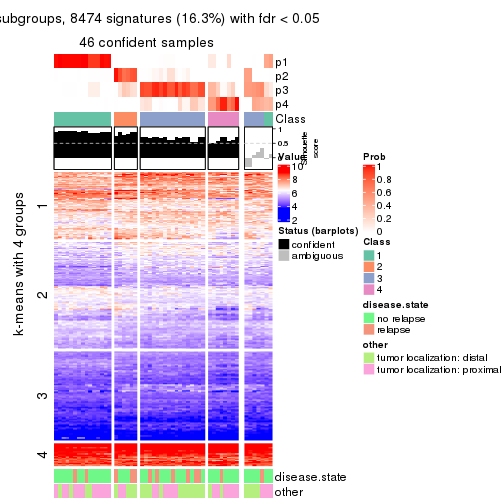 subgroups, 8474 signatures (16.3%) with fdr < 0.05
46 confident samples
p1
p2
p3
p4
Class
1
0.5
0
Silhouette
score
k-means with 4 groups
1
2
3
4
disease.state
other
Value
10
8
6
4
2
Status (barplots)
confident
ambiguous
Prob
1
0.8
0.6
0.4
0.2
0
Class
1
2
3
4
disease.state
no relapse
relapse
other
tumor localization: distal
tumor localization: proximal